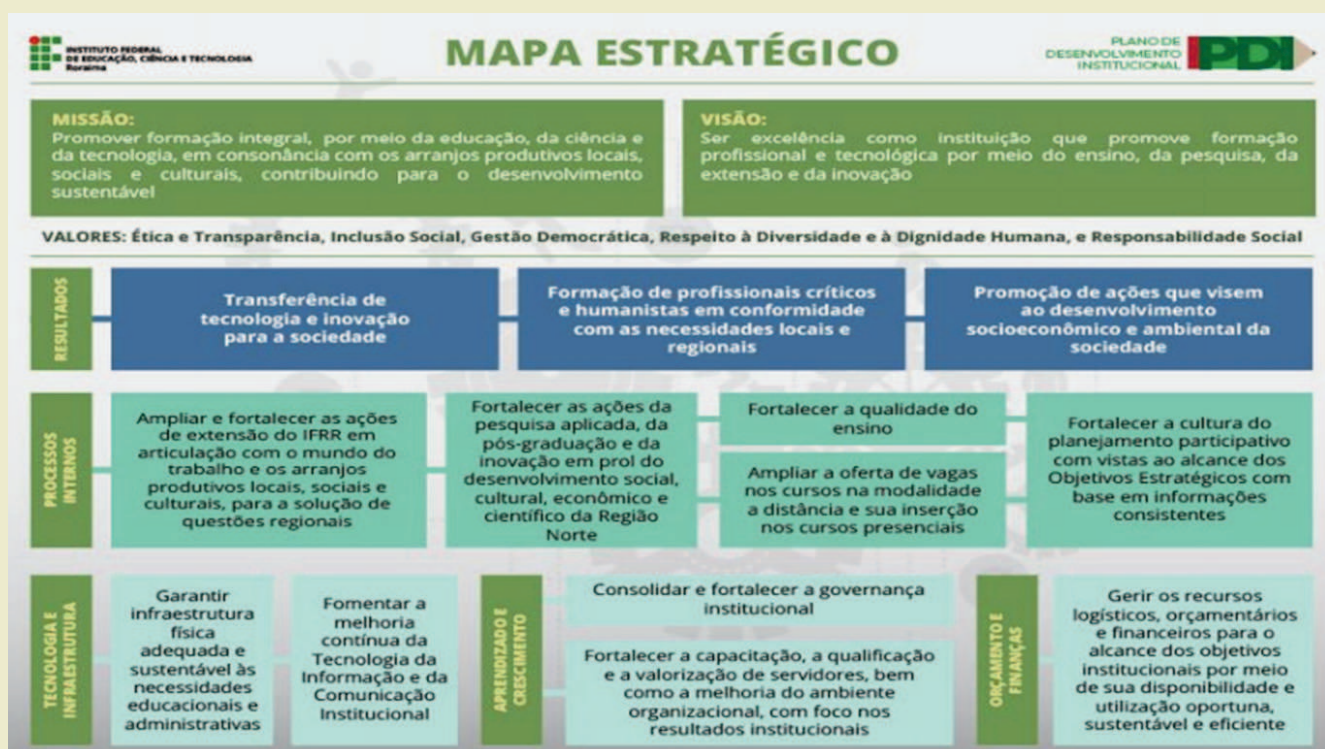 INSTITUTO FEDERAL
DE EDUCAÇÃO, CIÊNCIA E TECNOLOGIA
Roraima
MAPA ESTRATÉGICO
PLANO DE
DESENVOLVIMENTO
INSTITUCIONAL
PDI
MISSÃO:
Promover formação integral, por meio da educação, da ciência e
da tecnologia, em consonância com os arranjos produtivos locais,
sociais e culturais, contribuindo para o desenvolvimento
sustentável
VISÃO:
Ser excelência como instituição que promove formação
profissional e tecnológica por meio do ensino, da pesquisa, da
extensão e da inovação
VALORES: Ética e Transparência, Inclusão Social, Gestão Democrática, Respeito à Diversidade e à Dignidade Humana, e Responsabilidade Social
RESULTADOS
Transferência de
tecnologia e inovação
para a sociedade
Formação de profissionais críticos
e humanistas em conformidade
com as necessidades locais e
regionais
Promoção de ações que visem
ao desenvolvimento
socioeconômico e ambiental da
sociedade
PROCESSOS
INTERNOS
Ampliar e fortalecer as ações
de extensão do IFRR em
articulação com o mundo do
trabalho e os arranjos
produtivos locais, sociais e
culturais, para a solução de
questões regionais
Fortalecer as ações da
pesquisa aplicada, da
pós-graduação e da
inovação em prol do
desenvolvimento social,
cultural, econômico e
científico da Região
Norte
Fortalecer a qualidade do
ensino
Ampliar a oferta de vagas
nos cursos na modalidade
a distância e sua inserção
nos cursos presenciais
Fortalecer a cultura do
planejamento participativo
com vistas ao alcance dos
Objetivos Estratégicos com
base em informações
consistentes
TECNOLOGIA E
INFRAESTRUTURA
Garantir
infraestrutura
física
adequada e
sustentável às
necessidades
educacionais e
administrativas
Fomentar a
melhoria
contínua da
Tecnologia da
Informação e da
Comunicação
Institucional
APRENDIZADO E
CRESCIMENTO
Consolidar e fortalecer a governança
institucional
Fortalecer a capacitação, a qualificação
e a valorização de servidores, bem
como a melhoria do ambiente
organizacional, com foco nos
resultados institucionais
ORÇAMENTO E
FINANÇAS
Gerir os recursos
logísticos, orçamentários
e financeiros para o
alcance dos objetivos
institucionais por meio
de sua disponibilidade e
utilização oportuna,
sustentável e eficiente